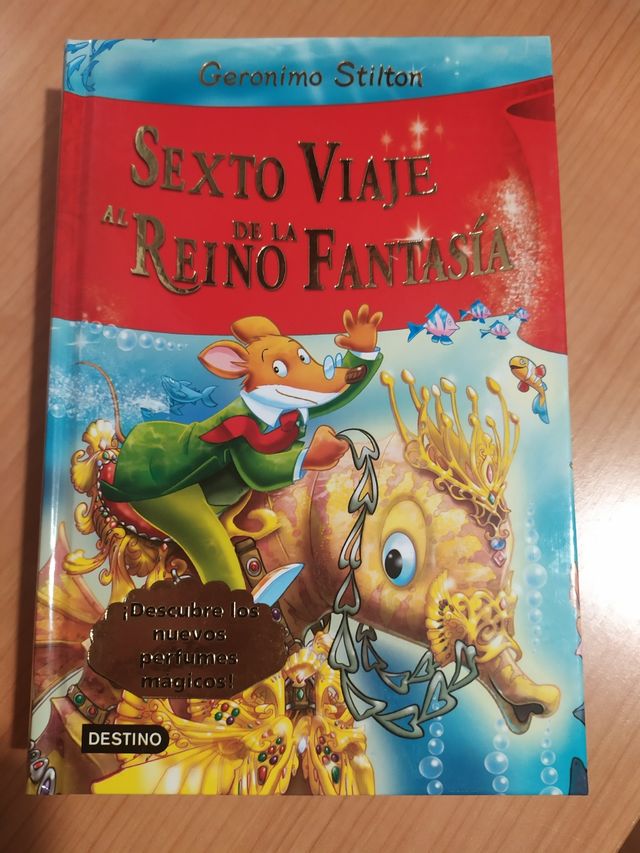 Geronimo Stilton
SEXTO VIAJE
AL REINO DE LA FANTASÍA
¡Descubre los
nuevos
perfumes
mágicos!
DESTINO